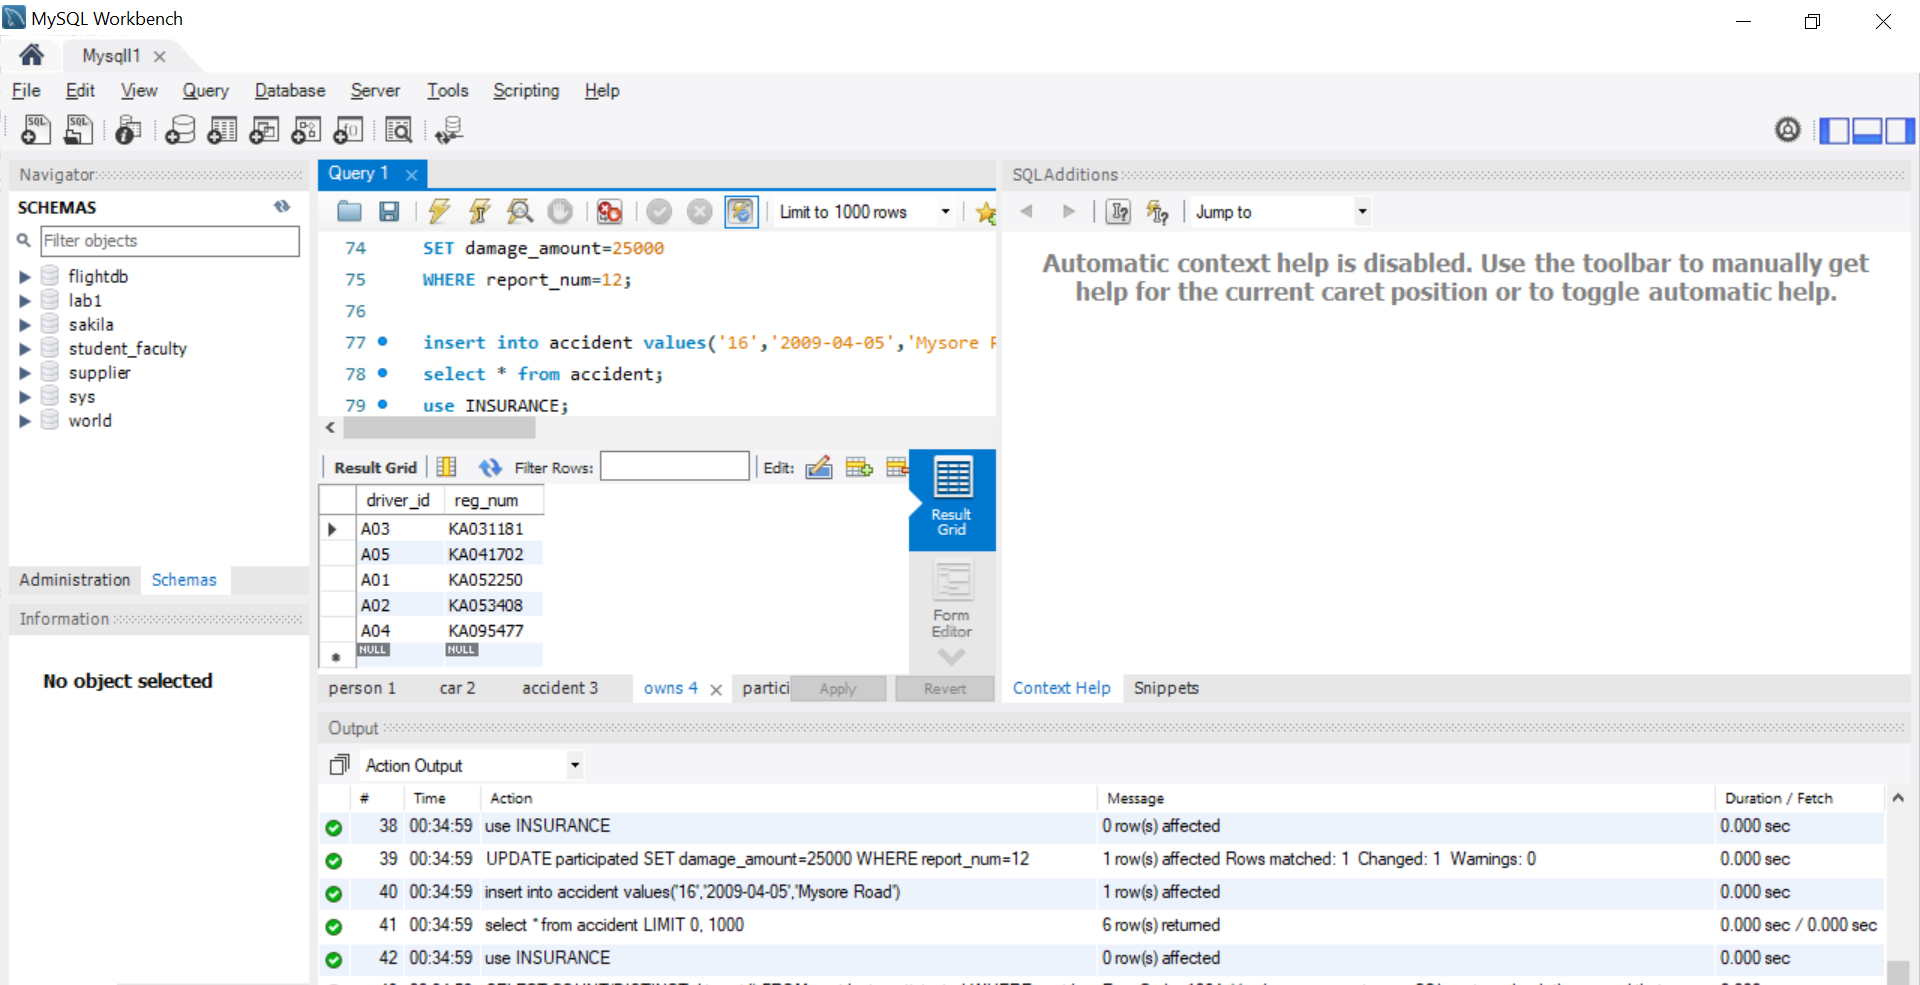 MySQL Workbench
Mysqll1
File Edit View Query Database Server Tools Scripting Help
Navigator
SCHEMAS
Filter objects
flightdb
lab1
sakila
student_faculty
supplier
sys
world
Administration Schemas
Information
No object selected
Query 1
Limit to 1000 rows
74 SET damage_amount=25000
75 WHERE report_num=12;
76
77 insert into accident values('16','2009-04-05','Mysore
78 select * from accident;
79 use INSURANCE;
Result Grid Filter Rows: Edit:
driver_id reg_num
A03 KA031181
A05 KA041702
A01 KA052250
A02 KA053408
A04 KA095477
NULL NULL
Result
Grid
Form
Editor
person 1 car 2 accident 3 owns 4 partici Apply Revert
SQLAdditions
Jump to
Automatic context help is disabled. Use the toolbar to manually get
help for the current caret position or to toggle automatic help.
Context Help Snippets
Output
Action Output
# Time Action Message Duration / Fetch
38 00:34:59 use INSURANCE 0 row(s) affected 0.000 sec
39 00:34:59 UPDATE participated SET damage_amount=25000 WHERE report_num=12 1 row(s) affected Rows matched: 1 Changed: 1 Warnings: 0 0.000 sec
40 00:34:59 insert into accident values('16','2009-04-05','Mysore Road') 1 row(s) affected 0.000 sec
41 00:34:59 select * from accident LIMIT 0, 1000 6 row(s) returned 0.000 sec / 0.000 sec
42 00:34:59 use INSURANCE 0 row(s) affected 0.000 sec